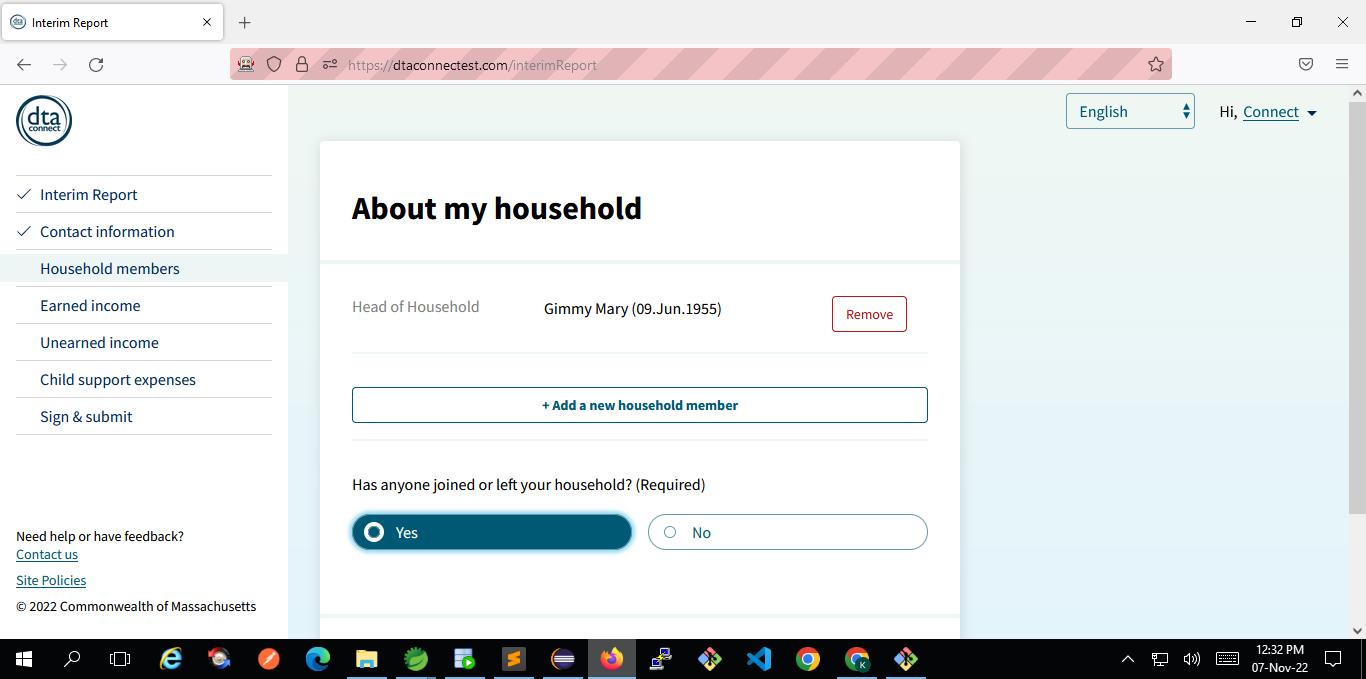 Interim Report
https://dtaconnectest.com/interimReport
dta
connect
English
Hi, Connect
Interim Report
Contact information
Household members
Earned income
Unearned income
Child support expenses
Sign & submit
Need help or have feedback?
Contact us
Site Policies
© 2022 Commonwealth of Massachusetts
About my household
Head of Household Gimmy Mary (09.Jun.1955) Remove
+ Add a new household member
Has anyone joined or left your household? (Required)
Yes No
K
12:32 PM
07-Nov-22